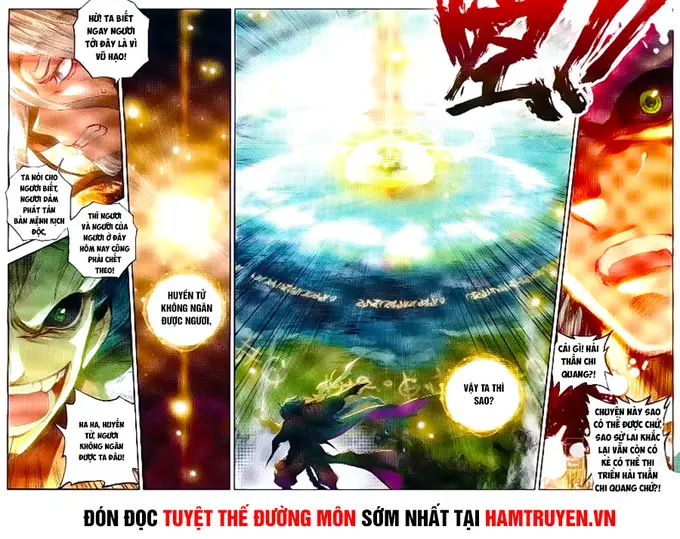 HỪ! TA BIẾT
NGAY NGƯƠI
TỚI ĐÂY LÀ VÌ
VŨ HẠO!
TA NÓI CHO
NGƯƠI BIẾT,
NGƯƠI DÁM
PHÁT TÁN
BẢN MỆNH KỊCH
ĐỘC,
THÌ NGƯƠI
VÀ NGƯỜI CỦA
NGƯƠI Ở ĐÂY
HÔM NAY CŨNG
PHẢI CHẾT
THEO!
HA HA, HUYỀN
TỬ, NGƯƠI
KHÔNG NGĂN
ĐƯỢC TA ĐÂU!
HUYỀN TỬ
KHÔNG NGĂN
ĐƯỢC NGƯƠI,
VẬY TA THÌ
SAO?
CÁI GÌ! HẢI
THẦN CHI
QUANG?!
CHUYỆN NÀY SAO
CÓ THỂ ĐƯỢC CHỨ,
SAO SỬ LAI KHẮC
LẠI VẪN CÒN CÓ
KẺ CÓ THỂ THI
TRIỂN HẢI THẦN
CHI QUANG CHỨ?!
ĐÓN ĐỌC TUYỆT THẾ ĐƯỜNG MÔN SỚM NHẤT TẠI HAMTRUYEN.VN